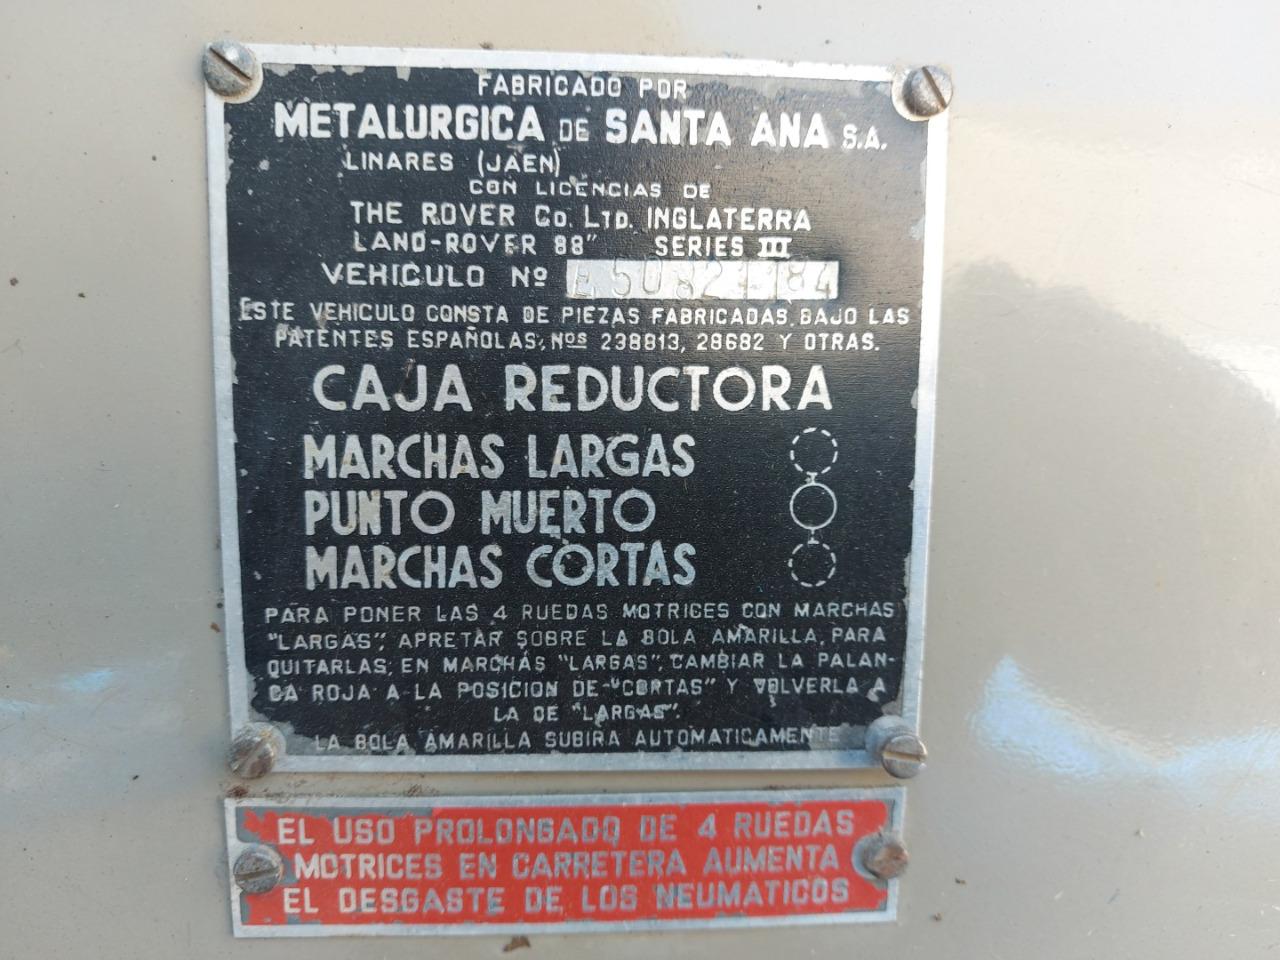 FABRICADO POR
METALURGICA DE SANTA ANA S.A.
LINARES (JAEN)
CON LICENCIAS DE
THE ROVER Co. LTD. INGLATERRA
LAND-ROVER 88" SERIES III
VEHICULO Nº
ESTE VEHICULO CONSTA DE PIEZAS FABRICADAS BAJO LAS
PATENTES ESPAÑOLAS, Nos 238813, 28682 Y OTRAS.
CAJA REDUCTORA
MARCHAS LARGAS
PUNTO MUERTO
MARCHAS CORTAS
PARA PONER LAS 4 RUEDAS MOTRICES CON MARCHAS
"LARGAS", APRETAR SOBRE LA BOLA AMARILLA, PARA
QUITARLAS, EN MARCHAS "LARGAS", CAMBIAR LA PALAN-
CA ROJA A LA POSICION DE "CORTAS" Y VOLVERLA A
LA DE "LARGAS".
LA BOLA AMARILLA SUBIRA AUTOMATICAMENTE
EL USO PROLONGADO DE 4 RUEDAS
MOTRICES EN CARRETERA AUMENTA
EL DESGASTE DE LOS NEUMATICOS